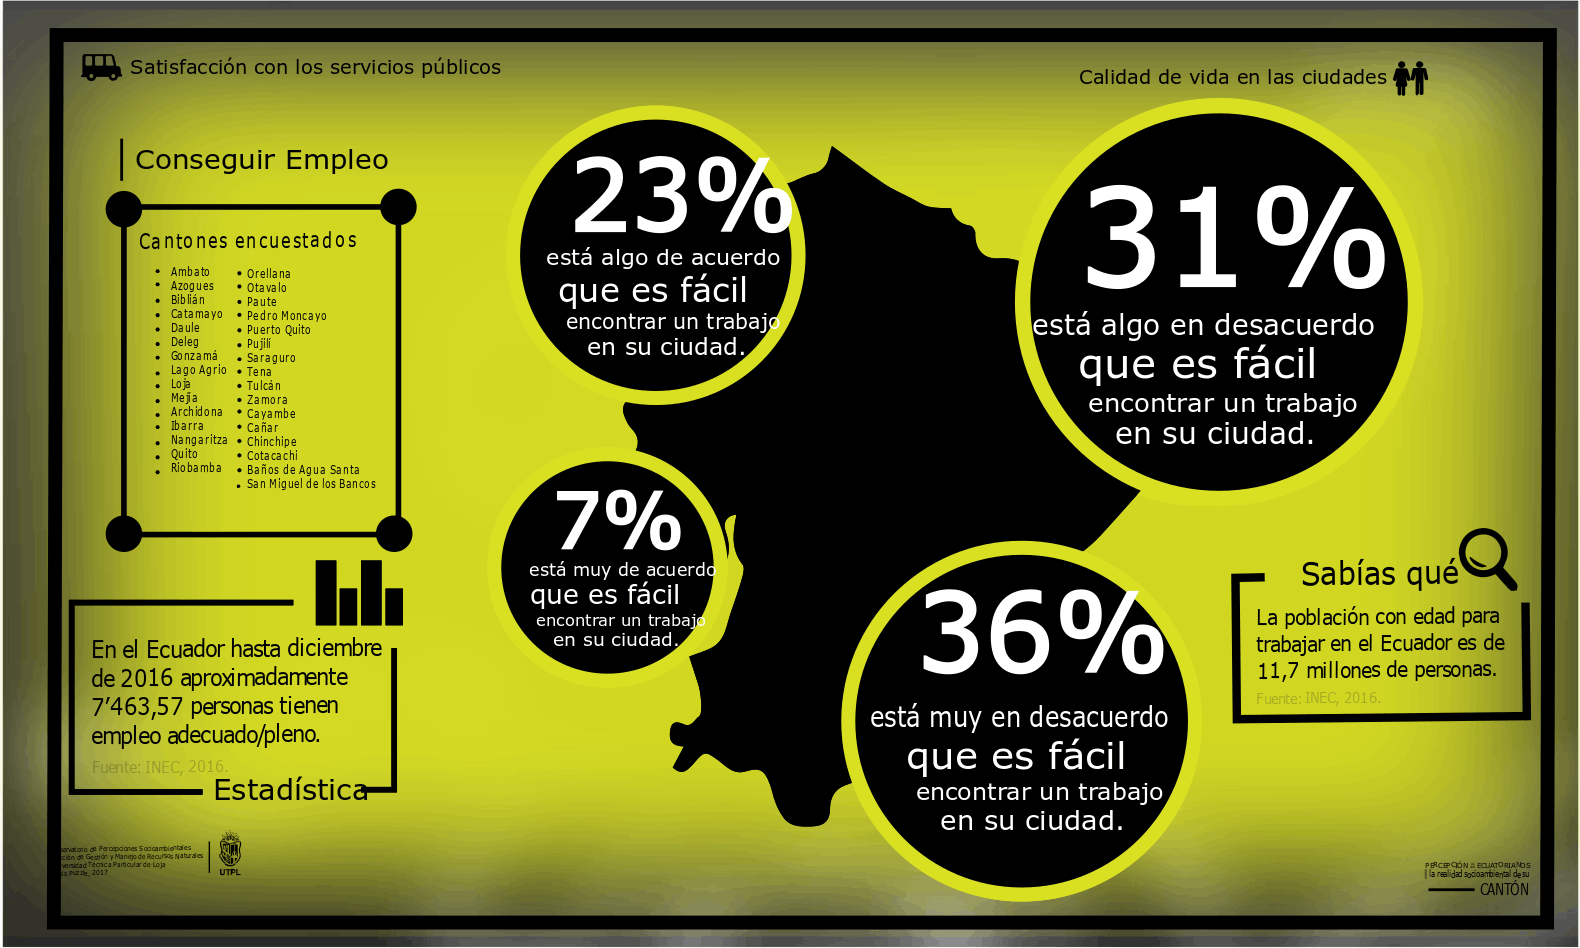 Satisfacción con los servicios públicos
Calidad de vida en las ciudades
Conseguir Empleo
Cantones encuestados
• Ambato
• Azogues
• Biblián
• Catamayo
• Daule
• Deleg
• Gonzamá
• Lago Agrio
• Loja
• Mejía
• Archidona
• Ibarra
• Nangaritza
• Quito
• Riobamba
• Orellana
• Otavalo
• Paute
• Pedro Moncayo
• Puerto Quito
• Pujilí
• Saraguro
• Tena
• Tulcán
• Zamora
• Cayambe
• Cañar
• Chinchipe
• Cotacachi
• Baños de Agua Santa
• San Miguel de los Bancos
23%
está algo de acuerdo
que es fácil
encontrar un trabajo
en su ciudad.
31%
está algo en desacuerdo
que es fácil
encontrar un trabajo
en su ciudad.
7%
está muy de acuerdo
que es fácil
encontrar un trabajo
en su ciudad.
36%
está muy en desacuerdo
que es fácil
encontrar un trabajo
en su ciudad.
En el Ecuador hasta diciembre
de 2016 aproximadamente
7’463,57 personas tienen
empleo adecuado/pleno.
Fuente: INEC, 2016.
Estadística
Sabías qué
La población con edad para
trabajar en el Ecuador es de
11,7 millones de personas.
Fuente: INEC, 2016.
de Percepciones Socioambientales
de Gestión y Manejo de Recursos Naturales
Técnica Particular de Loja
Puzzle, 2017
UTPL
PERCEPCIÓN DE ECUATORIANOS
la realidad socioambiental de su
CANTÓN